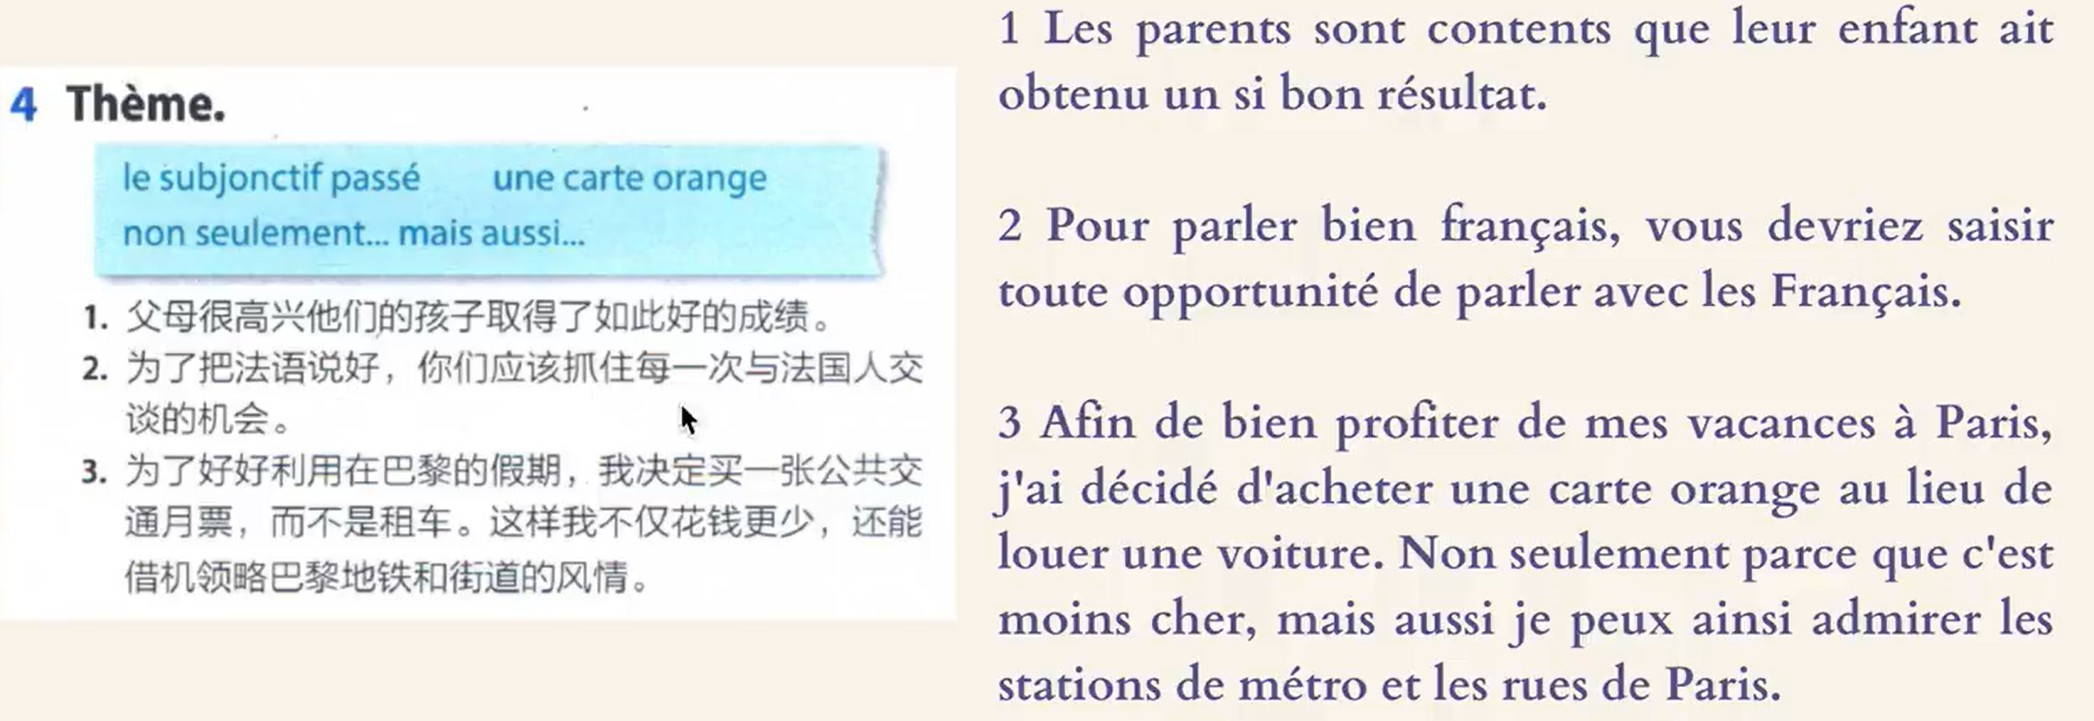 4 Thème.
le subjonctif passé une carte orange
non seulement... mais aussi...
1. 父母很高兴他们的孩子取得了如此好的成绩。
2. 为了把法语说好，你们应该抓住每一次与法国人交
谈的机会。
3. 为了好好利用在巴黎的假期，我决定买一张公共交
通月票，而不是租车。这样我不仅花钱更少，还能
借机领略巴黎地铁和街道的风情。
1 Les parents sont contents que leur enfant ait
obtenu un si bon résultat.
2 Pour parler bien français, vous devriez saisir
toute opportunité de parler avec les Français.
3 Afin de bien profiter de mes vacances à Paris,
j'ai décidé d'acheter une carte orange au lieu de
louer une voiture. Non seulement parce que c'est
moins cher, mais aussi je peux ainsi admirer les
stations de métro et les rues de Paris.